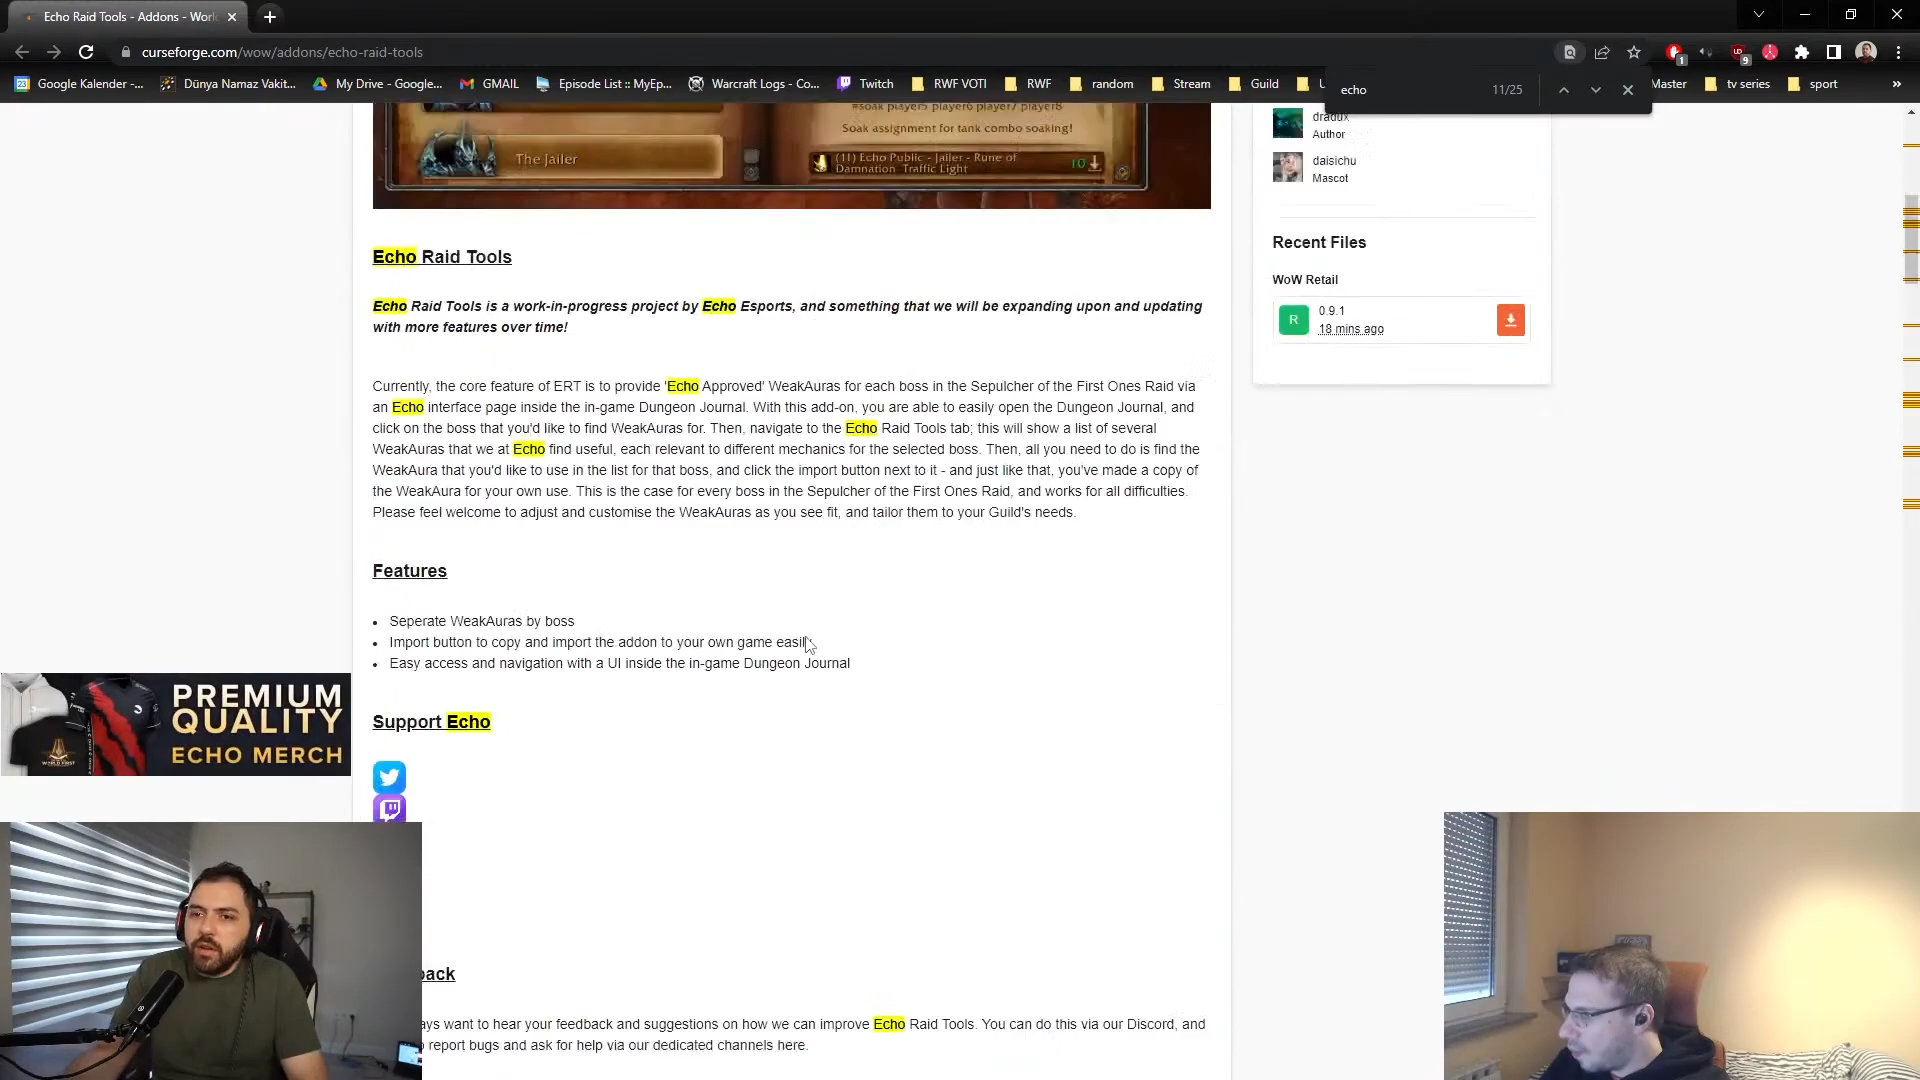 Echo Raid Tools - Addons - Worl
curseforge.com/wow/addons/echo-raid-tools
1
9
Google Kalender -...
Dünya Namaz Vakit...
My Drive - Google...
GMAIL
Episode List :: MyEp...
Warcraft Logs - Co...
Twitch
RWF VOTI
RWF
random
Stream
Guild
Master
tv series
sport
»
echo
11/25
#soak player5 player6 player7 player8
Soak assignment for tank combo soaking!
The Jailer
(11) Echo Public - Jailer - Rune of
Damnation Traffic Light
10
dradux
Author
daisichu
Mascot
Recent Files
WoW Retail
R
0.9.1
18 mins ago
Echo Raid Tools
Echo Raid Tools is a work-in-progress project by Echo Esports, and something that we will be expanding upon and updating
with more features over time!
Currently, the core feature of ERT is to provide 'Echo Approved' WeakAuras for each boss in the Sepulcher of the First Ones Raid via
an Echo interface page inside the in-game Dungeon Journal. With this add-on, you are able to easily open the Dungeon Journal, and
click on the boss that you'd like to find WeakAuras for. Then, navigate to the Echo Raid Tools tab; this will show a list of several
WeakAuras that we at Echo find useful, each relevant to different mechanics for the selected boss. Then, all you need to do is find the
WeakAura that you'd like to use in the list for that boss, and click the import button next to it - and just like that, you've made a copy of
the WeakAura for your own use. This is the case for every boss in the Sepulcher of the First Ones Raid, and works for all difficulties.
Please feel welcome to adjust and customise the WeakAuras as you see fit, and tailor them to your Guild's needs.
Features
• Seperate WeakAuras by boss
• Import button to copy and import the addon to your own game easily
• Easy access and navigation with a UI inside the in-game Dungeon Journal
PREMIUM
QUALITY
ECHO MERCH
Support Echo
back
ays want to hear your feedback and suggestions on how we can improve Echo Raid Tools. You can do this via our Discord, and
report bugs and ask for help via our dedicated channels here.